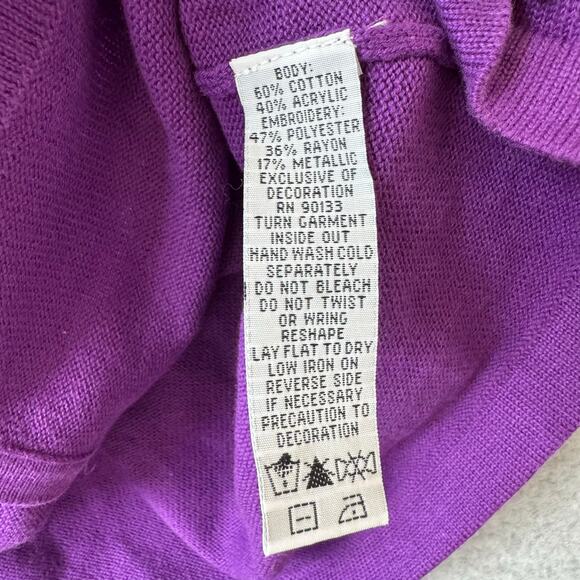 BODY:
60% COTTON
40% ACRYLIC
EMBROIDERY:
47% POLYESTER
36% RAYON
17% METALLIC
EXCLUSIVE OF
DECORATION
RN 90133
TURN GARMENT
INSIDE OUT
HAND WASH COLD
SEPARATELY
DO NOT BLEACH
DO NOT TWIST
OR WRING
RESHAPE
LAY FLAT TO DRY
LOW IRON ON
REVERSE SIDE
IF NECESSARY
PRECAUTION TO
DECORATION